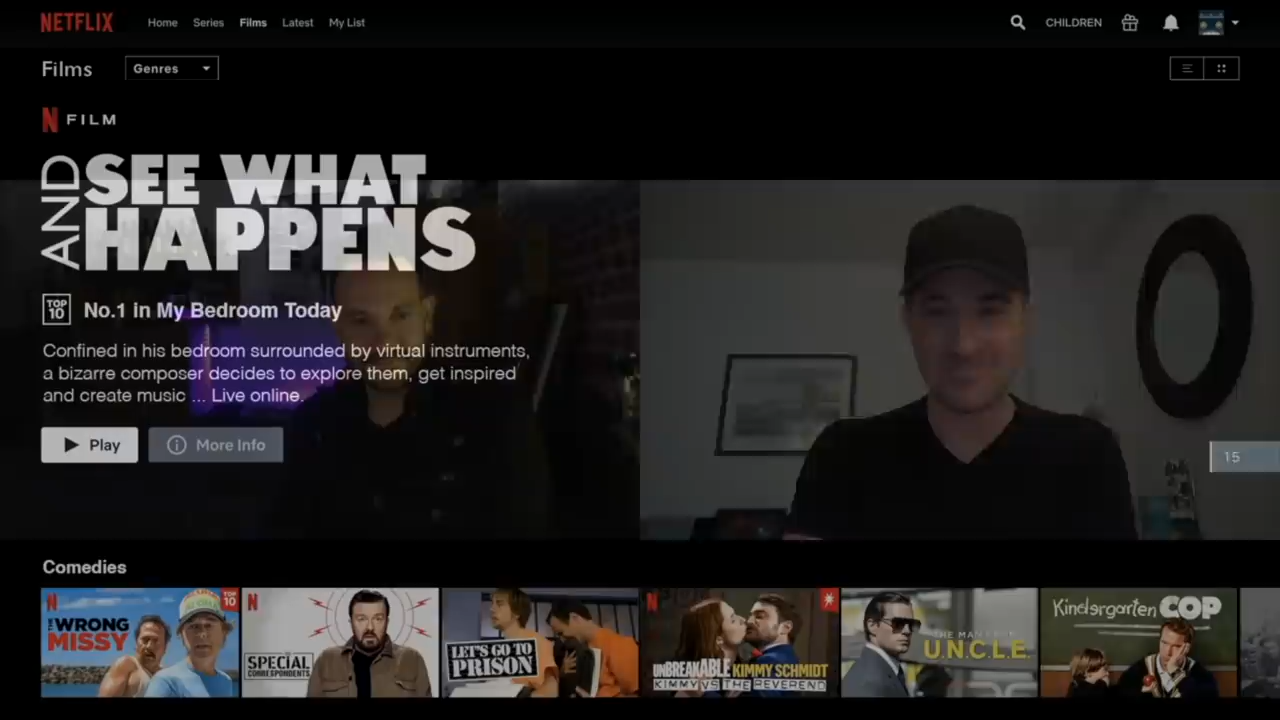 NETFLIX Home Series Films Latest My List CHILDREN
Films Genres
N FILM
AND SEE WHAT
HAPPENS
TOP 10 No.1 in My Bedroom Today
Confined in his bedroom surrounded by virtual instruments,
a bizarre composer decides to explore them, get inspired
and create music ... Live online.
Play More Info
15
Comedies
N TOP 10
THE WRONG
MISSY
N
SPECIAL
CORRESPONDENTS
LET'S GO TO
PRISON
N
UNBREAKABLE KIMMY SCHMIDT
KIMMY VS THE REVEREND
THE MAN FROM
U.N.C.L.E.
Kindergarten COP